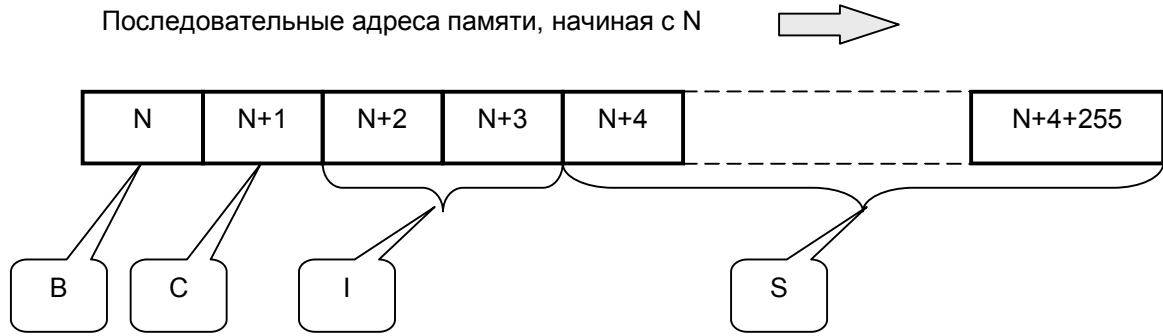 Последовательные адреса памяти, начиная с N
N N+1 N+2 N+3 N+4 N+4+255
B C I S